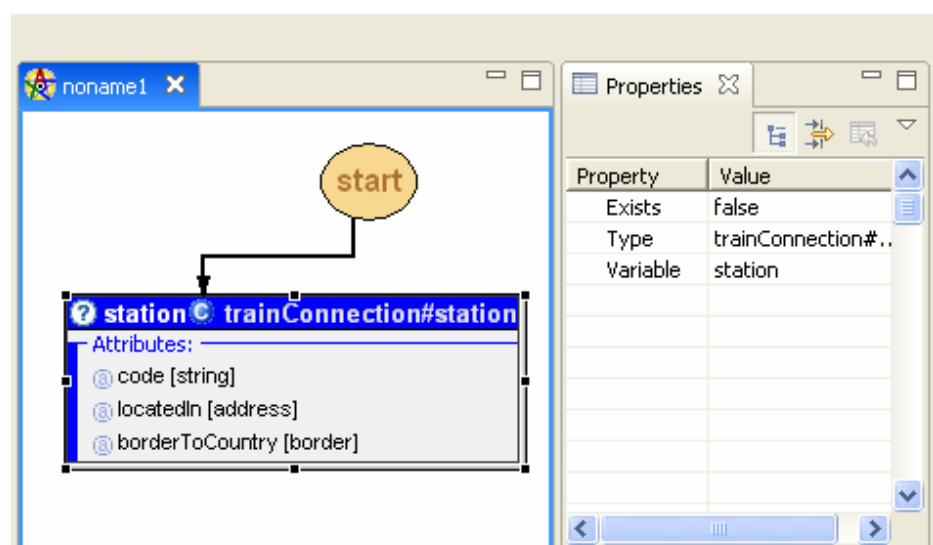 noname1
start
station trainConnection#station
Attributes:
code [string]
locatedIn [address]
borderToCountry [border]
Properties
Property Value
Exists false
Type trainConnection#..
Variable station